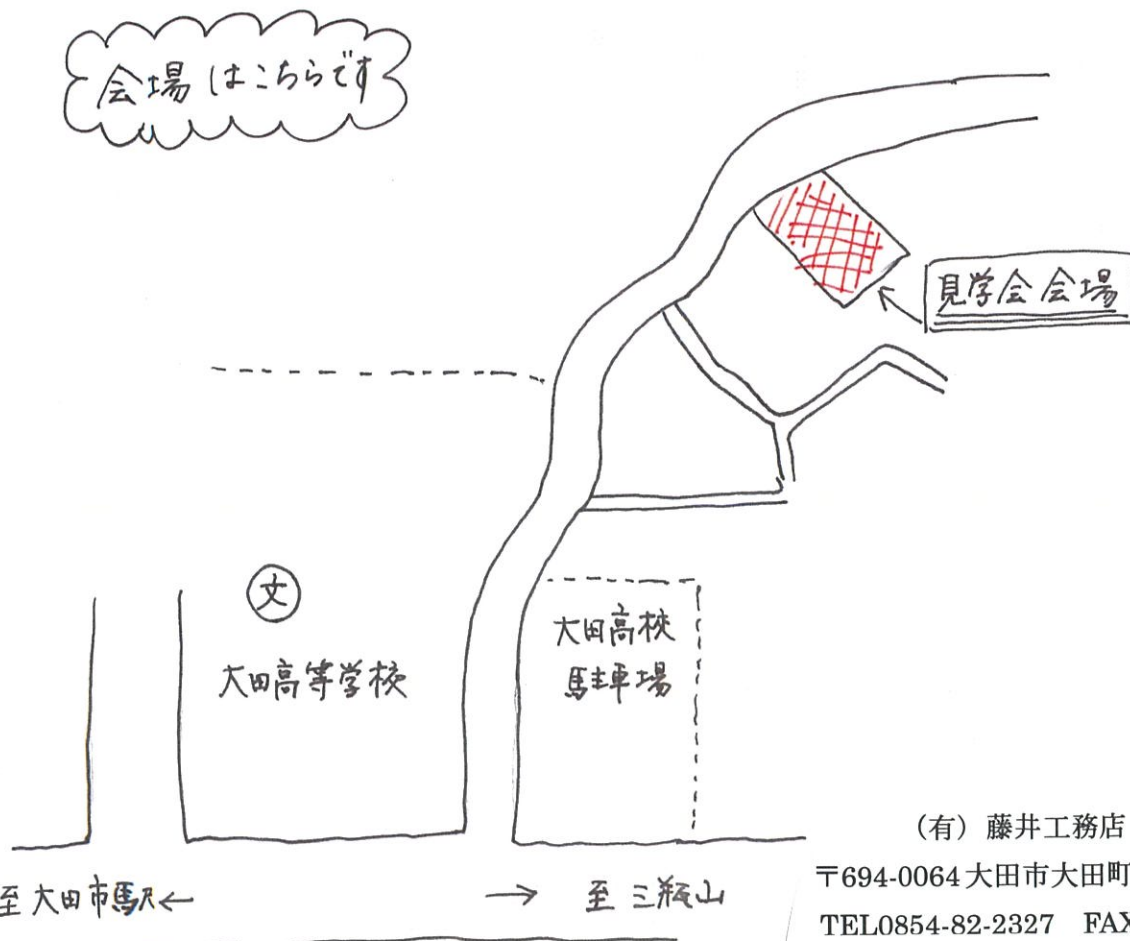 会場はこちらです
見学会会場
文
大田高等学校
大田高校
駐車場
至大田市駅←
→ 至 三瓶山
(有) 藤井工務店
〒694-0064大田市大田町
TEL0854-82-2327 FAX